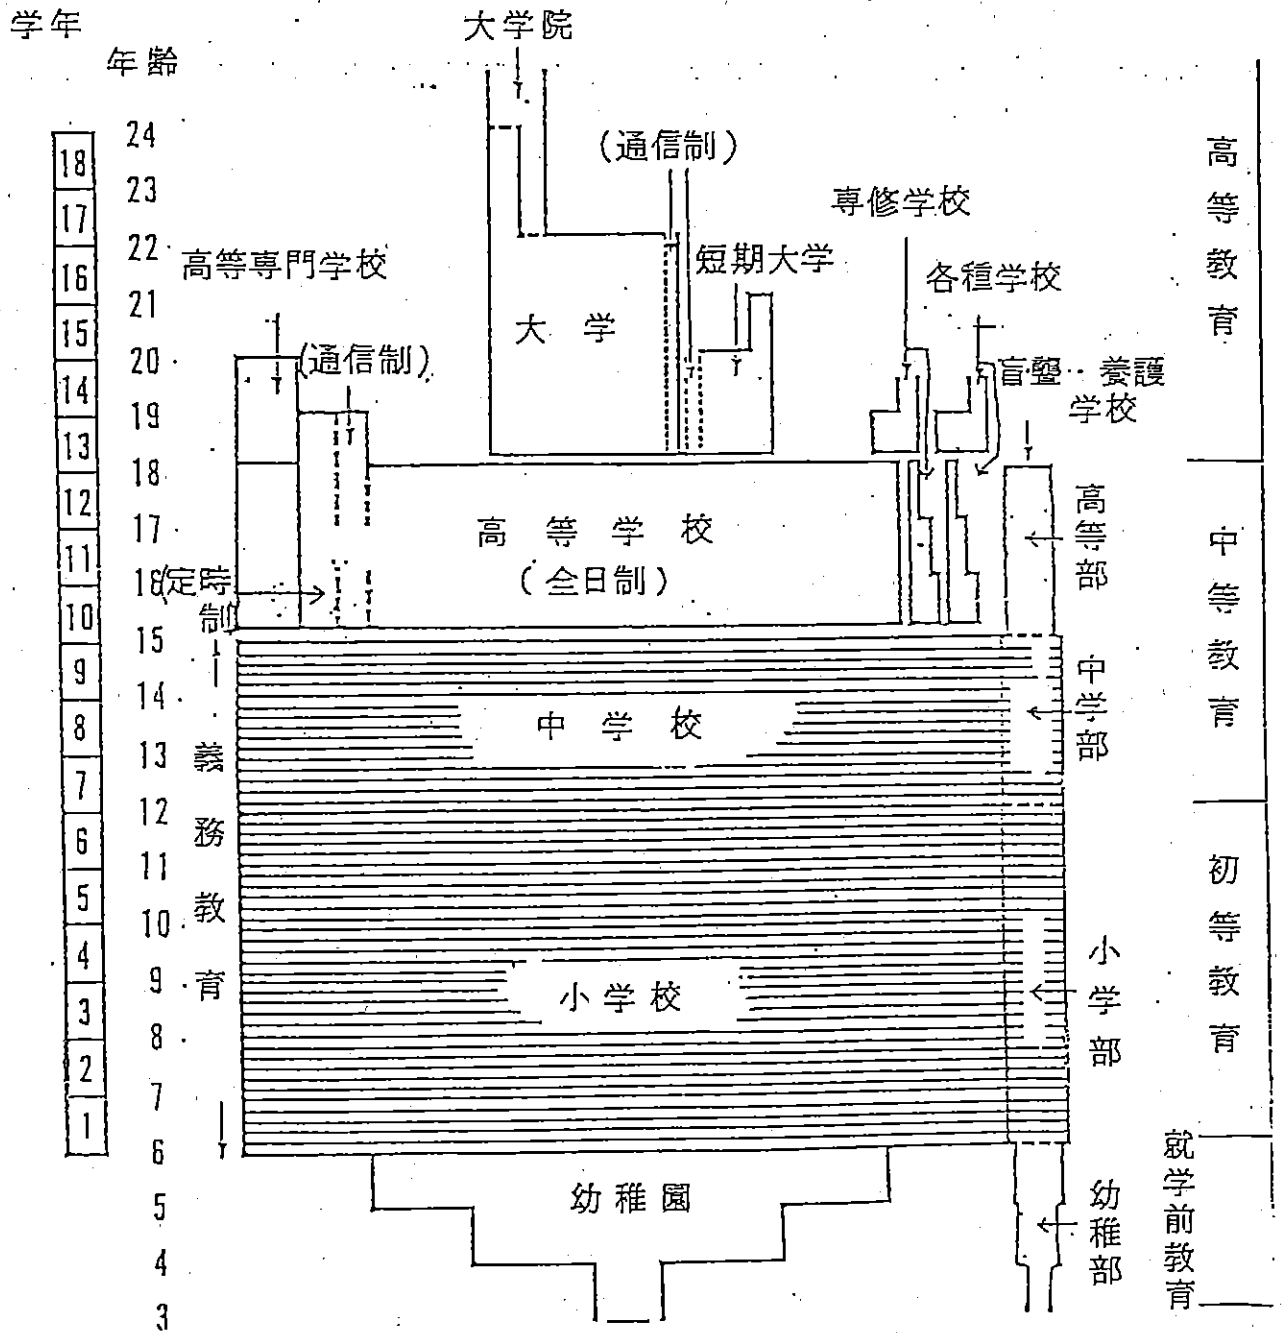 学年
年齢
大学院
(通信制)
専修学校
高等専門学校
短期大学
各種学校
大学
(通信制)
盲聾・養護
学校
高等学校
(全日制)
(定時
制
高等部
中学校
中学部
義務教育
小学校
小学部
幼稚園
幼稚部
高等教育
中等教育
初等教育
就学前教育
18
17
16
15
14
13
12
11
10
9
8
7
6
5
4
3
2
1
24
23
22
21
20
19
18
17
16
15
14
13
12
11
10
9
8
7
6
5
4
3